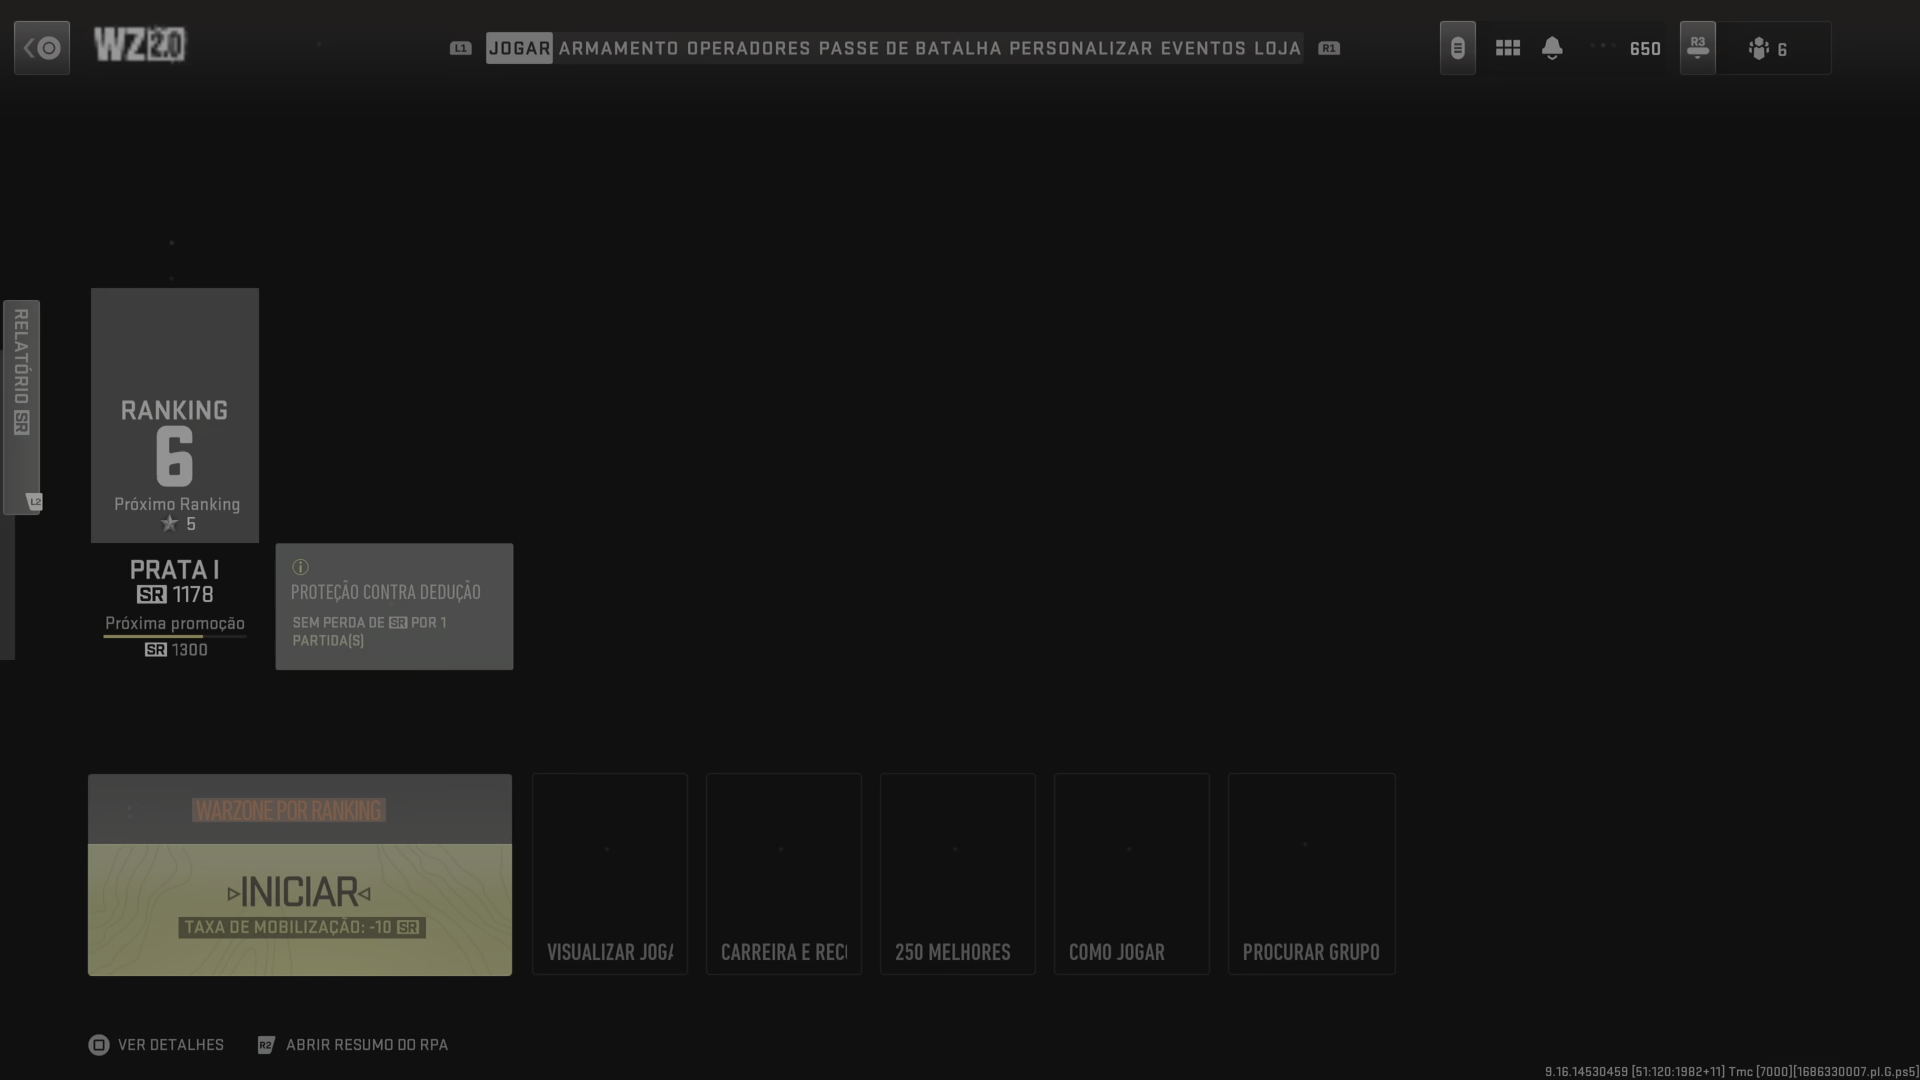 WZ 2.0
L1 JOGAR ARMAMENTO OPERADORES PASSE DE BATALHA PERSONALIZAR EVENTOS LOJA R1
650
R3
6
RELATÓRIO SR
L2
RANKING
6
Próximo Ranking
5
PRATA I
SR 1178
Próxima promoção
SR 1300
PROTEÇÃO CONTRA DEDUÇÃO
SEM PERDA DE SR POR 1
PARTIDA(S)
WARZONE POR RANKING
INICIAR
TAXA DE MOBILIZAÇÃO: -10 SR
VISUALIZAR JOGA
CARREIRA E REC
250 MELHORES
COMO JOGAR
PROCURAR GRUPO
VER DETALHES
R2 ABRIR RESUMO DO RPA
9.16.14530459 [51:120:1982+11] Tmc [7000][1686330007.pl.G.ps5]